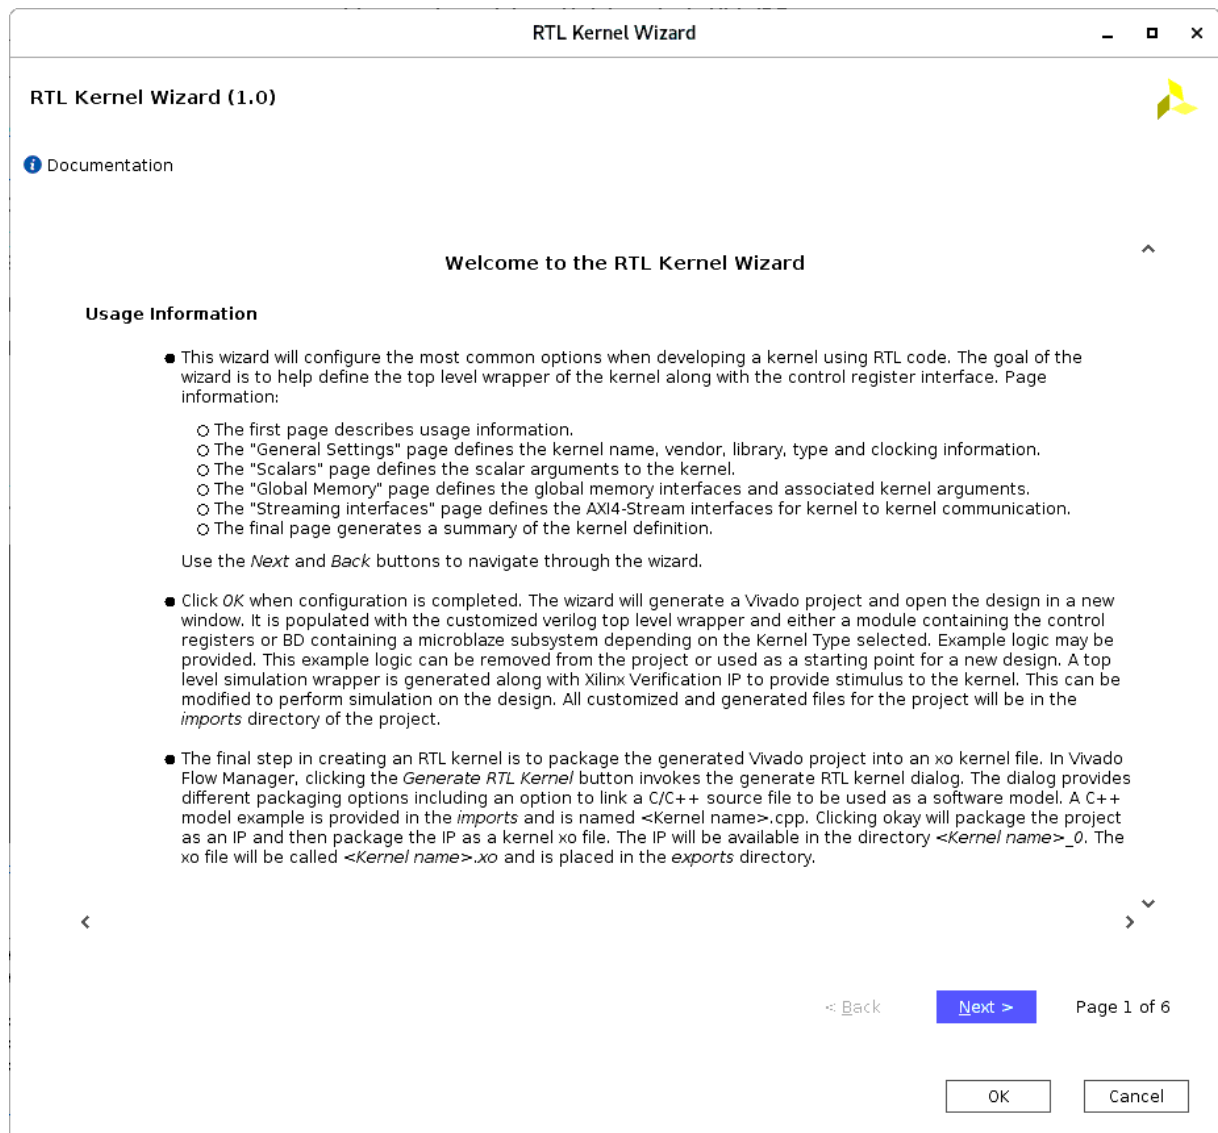 RTL Kernel Wizard
RTL Kernel Wizard (1.0)
Documentation
Welcome to the RTL Kernel Wizard
Usage Information
This wizard will configure the most common options when developing a kernel using RTL code. The goal of the
wizard is to help define the top level wrapper of the kernel along with the control register interface. Page
information:
The first page describes usage information.
The "General Settings" page defines the kernel name, vendor, library, type and clocking information.
The "Scalars" page defines the scalar arguments to the kernel.
The "Global Memory" page defines the global memory interfaces and associated kernel arguments.
The "Streaming interfaces" page defines the AXI4-Stream interfaces for kernel to kernel communication.
The final page generates a summary of the kernel definition.
Use the Next and Back buttons to navigate through the wizard.
Click OK when configuration is completed. The wizard will generate a Vivado project and open the design in a new
window. It is populated with the customized verilog top level wrapper and either a module containing the control
registers or BD containing a microblaze subsystem depending on the Kernel Type selected. Example logic may be
provided. This example logic can be removed from the project or used as a starting point for a new design. A top
level simulation wrapper is generated along with Xilinx Verification IP to provide stimulus to the kernel. This can be
modified to perform simulation on the design. All customized and generated files for the project will be in the
imports directory of the project.
The final step in creating an RTL kernel is to package the generated Vivado project into an xo kernel file. In Vivado
Flow Manager, clicking the Generate RTL Kernel button invokes the generate RTL kernel dialog. The dialog provides
different packaging options including an option to link a C/C++ source file to be used as a software model. A C++
model example is provided in the imports and is named <Kernel name>.cpp. Clicking okay will package the project
as an IP and then package the IP as a kernel xo file. The IP will be available in the directory <Kernel name>_0. The
xo file will be called <Kernel name>.xo and is placed in the exports directory.
< Back
Next >
Page 1 of 6
OK
Cancel